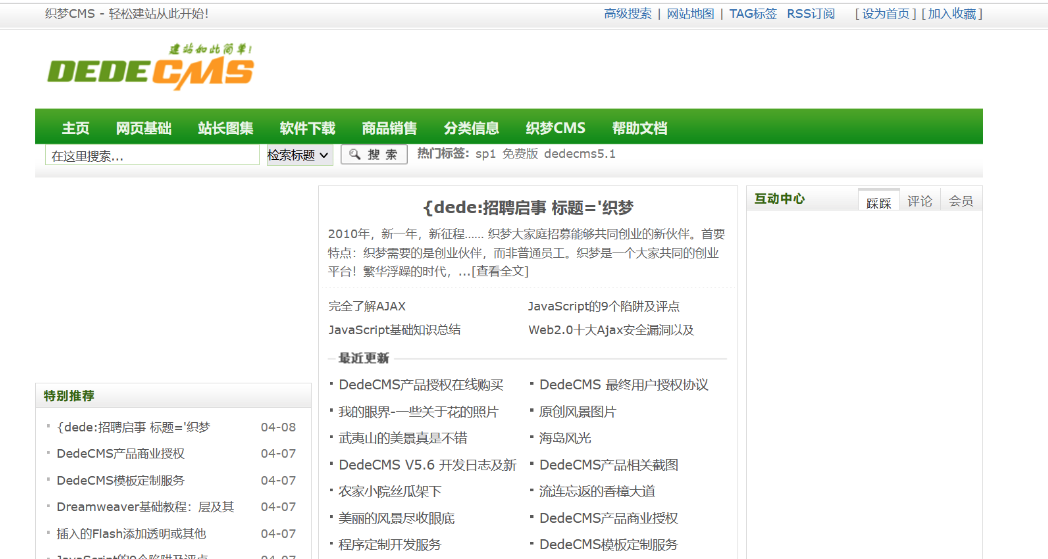 织梦CMS - 轻松建站从此开始！
高级搜索 | 网站地图 | TAG标签 RSS订阅 [设为首页] [加入收藏]
建站如此简单!
DEDECMS
主页 网页基础 站长图集 软件下载 商品销售 分类信息 织梦CMS 帮助文档
在这里搜索... 检索标题 搜 索 热门标签: sp1 免费版 dedecms5.1
{dede:招聘启事 标题='织梦
2010年，新一年，新征程...... 织梦大家庭招募能够共同创业的新伙伴。首要
特点：织梦需要的是创业伙伴，而非普通员工。织梦是一个大家共同的创业
平台！繁华浮躁的时代，...[查看全文]
完全了解AJAX JavaScript的9个陷阱及评点
JavaScript基础知识总结 Web2.0十大Ajax安全漏洞以及
最近更新
DedeCMS产品授权在线购买 DedeCMS 最终用户授权协议
我的眼界-一些关于花的照片 原创风景图片
武夷山的美景真是不错 海岛风光
DedeCMS V5.6 开发日志及新 DedeCMS产品相关截图
农家小院丝瓜架下 流连忘返的香樟大道
美丽的风景尽收眼底 DedeCMS产品商业授权
程序定制开发服务 DedeCMS模板定制服务
互动中心 踩踩 评论 会员
特别推荐
{dede:招聘启事 标题='织梦 04-08
DedeCMS产品商业授权 04-07
DedeCMS模板定制服务 04-07
Dreamweaver基础教程：层及其 04-07
插入的Flash添加透明或其他 04-07
JavaScript的9个陷阱及评点 04-07